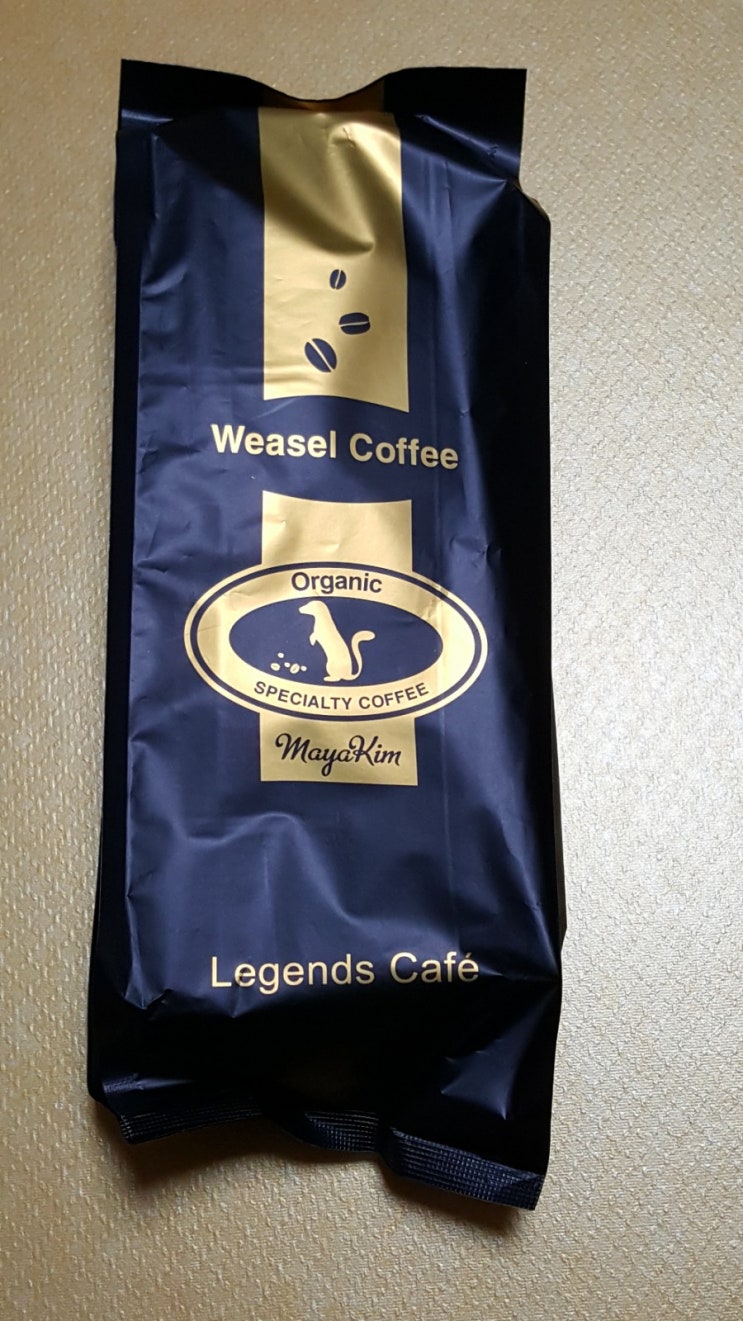 Weasel Coffee
Organic
SPECIALTY COFFEE
MayaKim
Legends Café